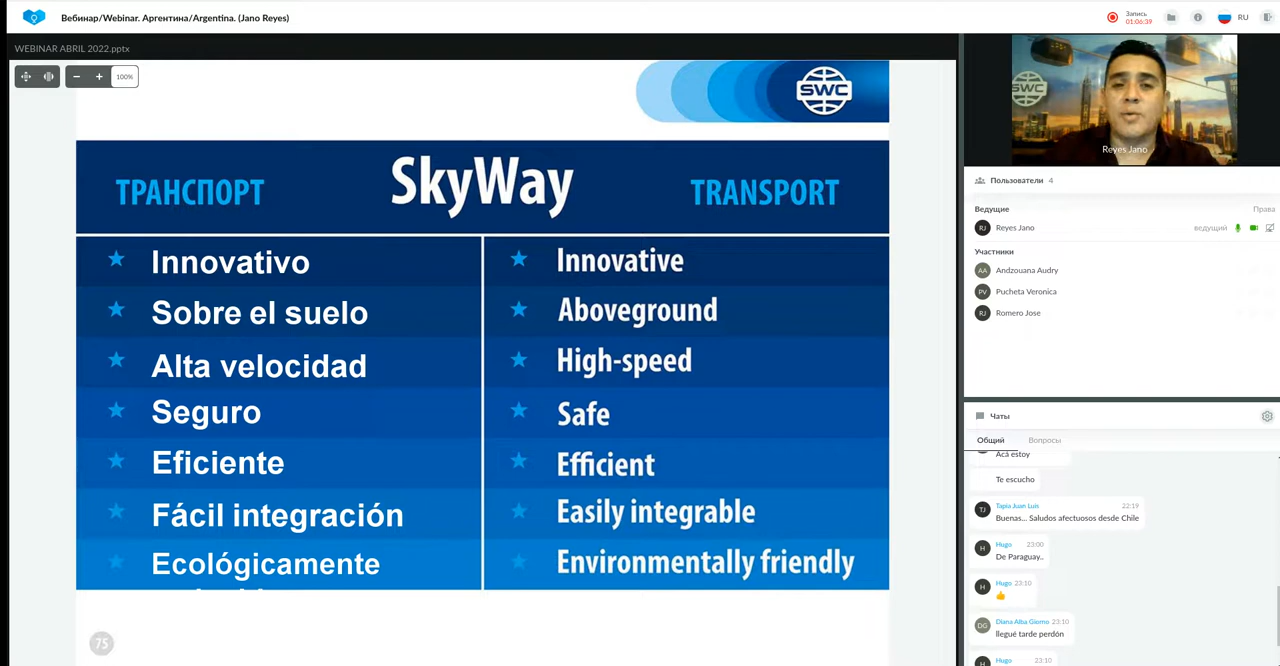 Вебинар/Webinar. Аргентина/Argentina. (Jano Reyes)
Запись
01:06:39
RU
WEBINAR ABRIL 2022.pptx
100%
SWC
ТРАНСПОРТ
SkyWay
TRANSPORT
Innovativo
Innovative
Sobre el suelo
Aboveground
Alta velocidad
High-speed
Seguro
Safe
Eficiente
Efficient
Fácil integración
Easily integrable
Ecológicamente
Environmentally friendly
75
SWC
Reyes Jano
Пользователи 4
Ведущие
Права
RJ Reyes Jano ведущий
Участники
AA Andzouana Audry
PV Pucheta Veronica
RJ Romero Jose
Чаты
Общий Вопросы
Acá estoy
Te escucho
TJ Tapia Juan Luis 22:19
Buenas... Saludos afectuosos desde Chile
H Hugo 23:00
De Paraguay..
H Hugo 23:10
👍
DG Diana Alba Giorno 23:10
llegué tarde perdón
H Hugo 23:10